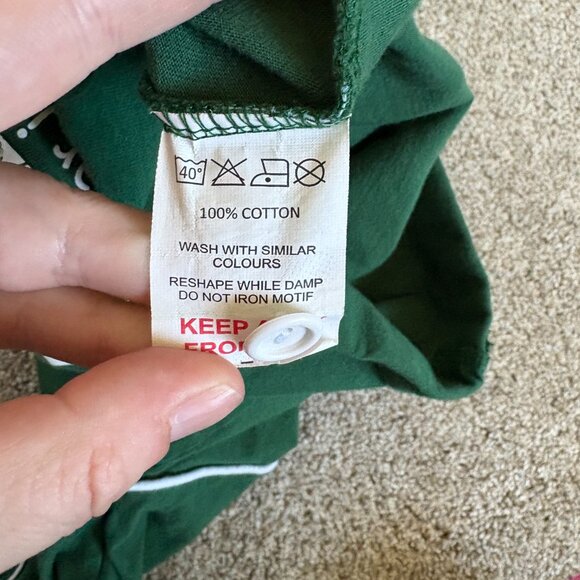 40°
100% COTTON
WASH WITH SIMILAR
COLOURS
RESHAPE WHILE DAMP
DO NOT IRON MOTIF
KEEP